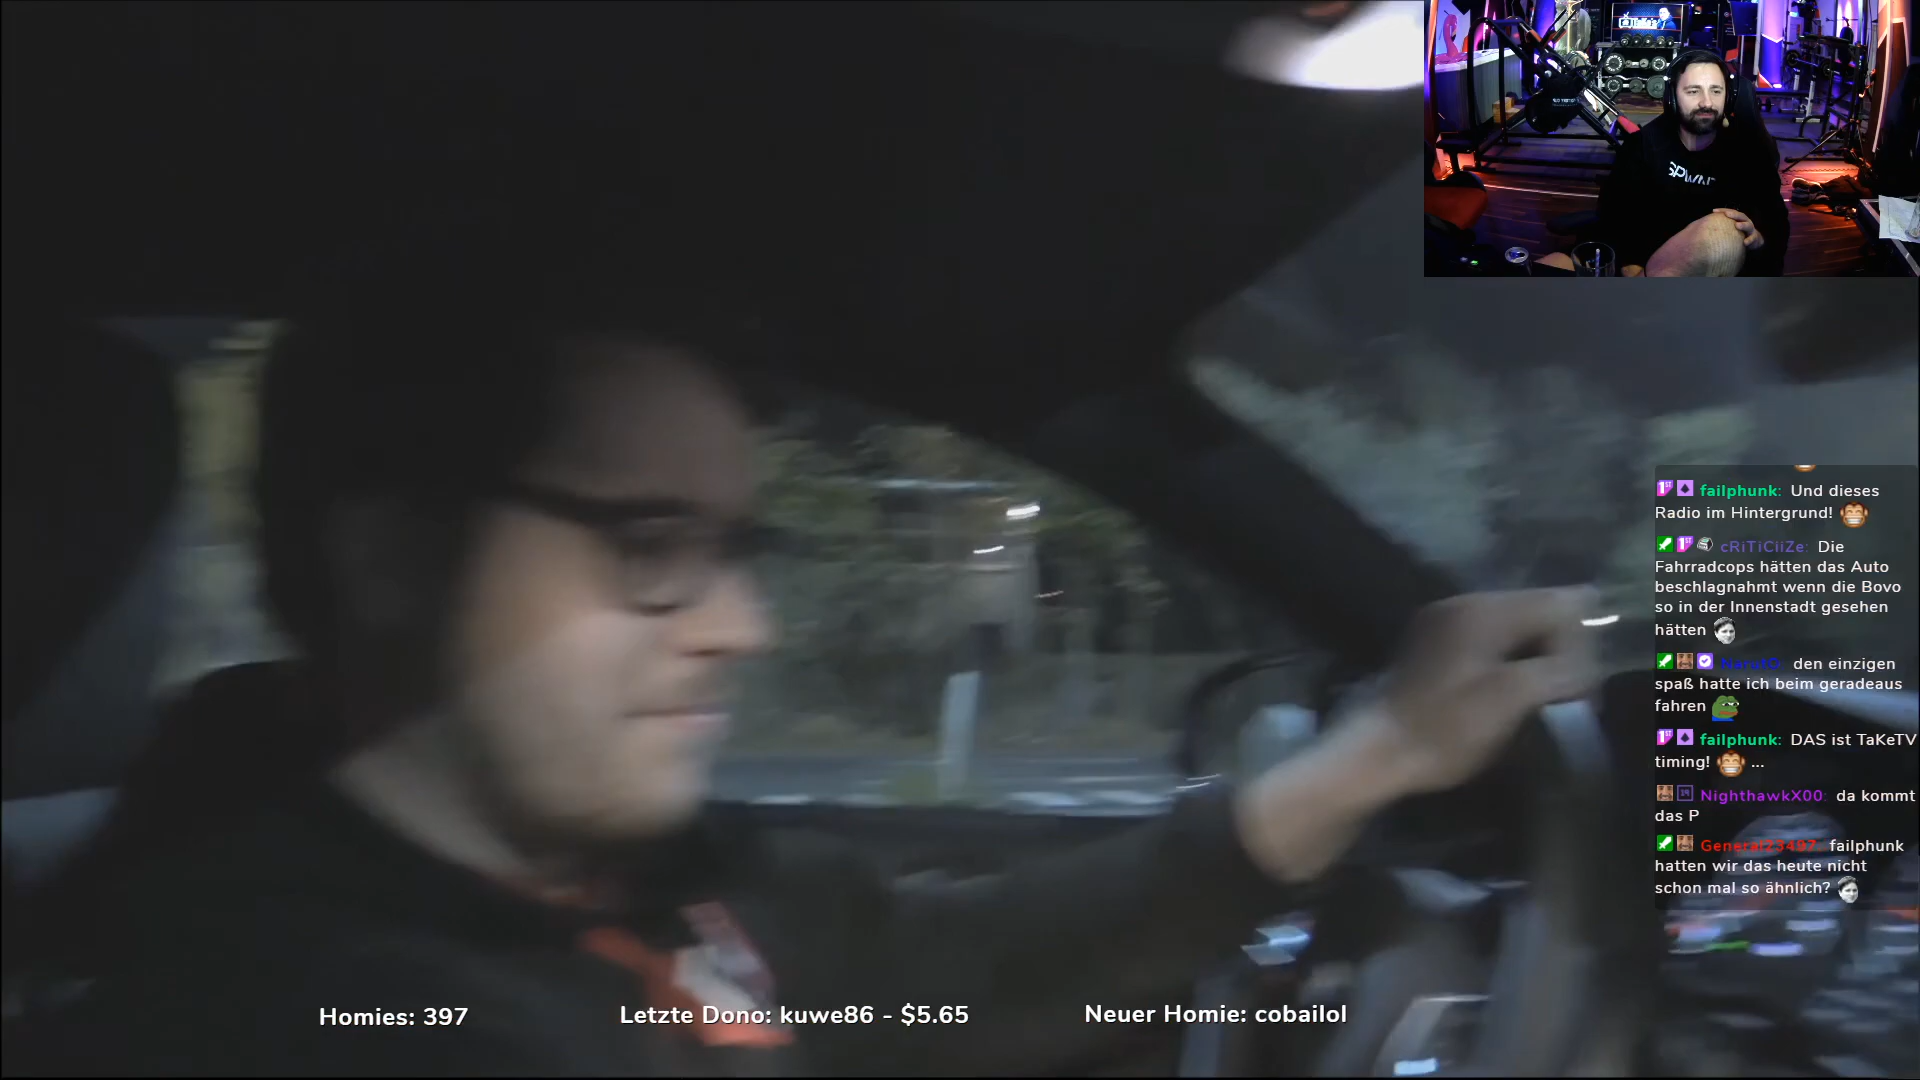 SPWN
failphunk: Und dieses
Radio im Hintergrund!
cRiTiCiiZe: Die
Fahrradcops hätten das Auto
beschlagnahmt wenn die Bovo
so in der Innenstadt gesehen
hätten
NarutO: den einzigen
spaß hatte ich beim geradeaus
fahren
failphunk: DAS ist TaKeTV
timing! ...
NighthawkX00: da kommt
das P
General23497: failphunk
hatten wir das heute nicht
schon mal so ähnlich?
Homies: 397
Letzte Dono: kuwe86 - $5.65
Neuer Homie: cobailol